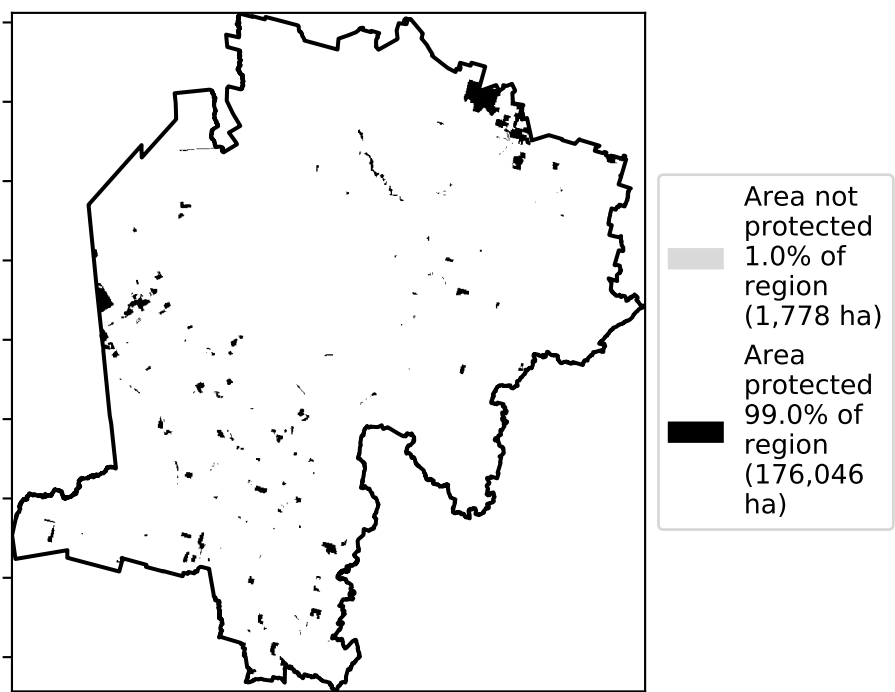 Area not
protected
1.0% of
region
(1,778 ha)
Area
protected
99.0% of
region
(176,046
ha)